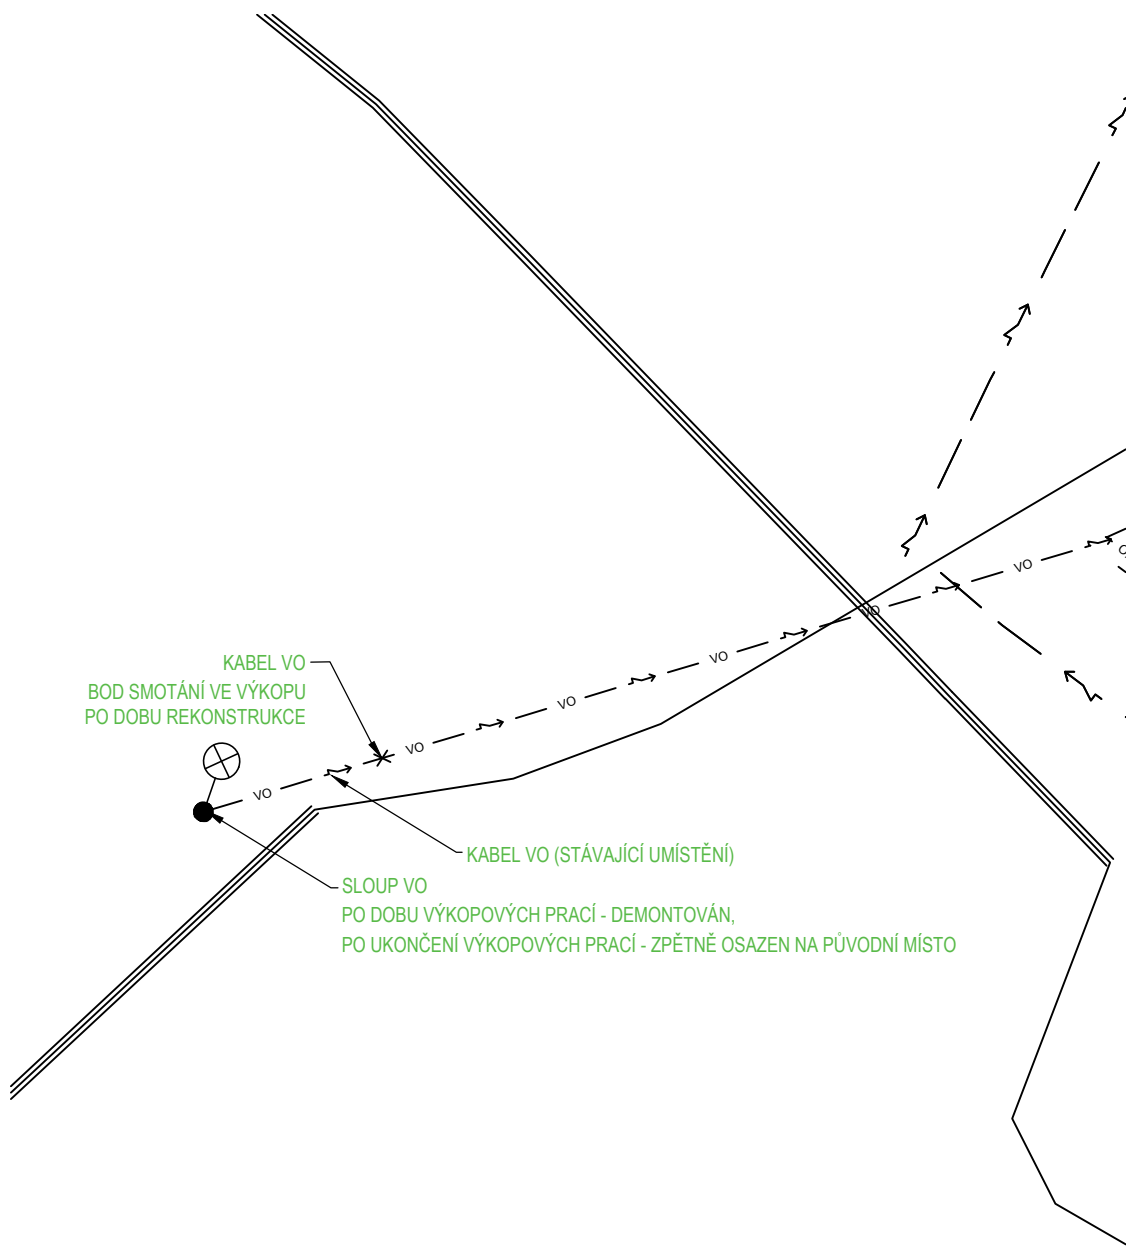 VO
VO
KABEL VO
BOD SMOTÁNÍ VE VÝKOPU
PO DOBU REKONSTRUKCE
VO
VO
VO
VO
KABEL VO (STÁVAJÍCÍ UMÍSTĚNÍ)
SLOUP VO
PO DOBU VÝKOPOVÝCH PRACÍ - DEMONTOVÁN,
PO UKONČENÍ VÝKOPOVÝCH PRACÍ - ZPĚTNĚ OSAZEN NA PŮVODNÍ MÍSTO